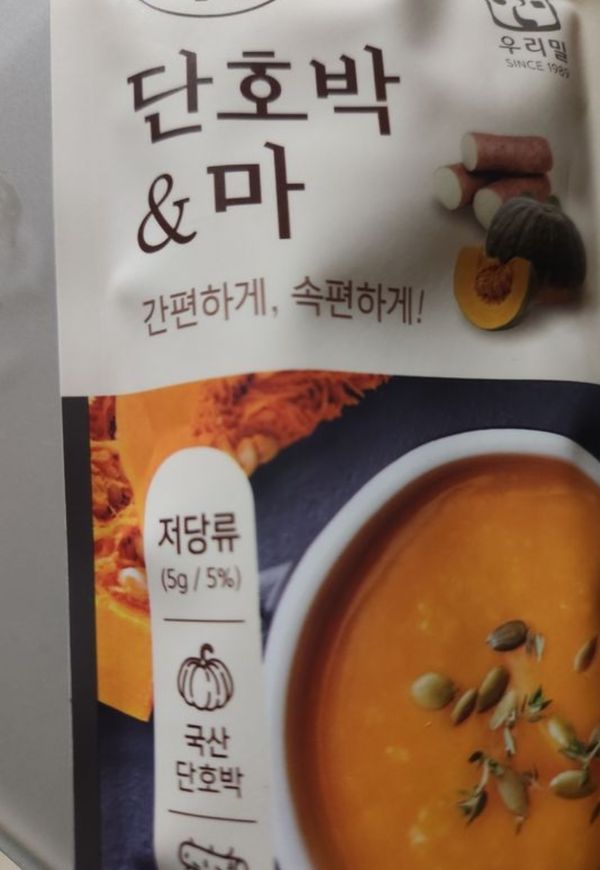 우리밀
SINCE 1989
단호박
&마
간편하게, 속편하게!
저당류
(5g / 5%)
국산
단호박